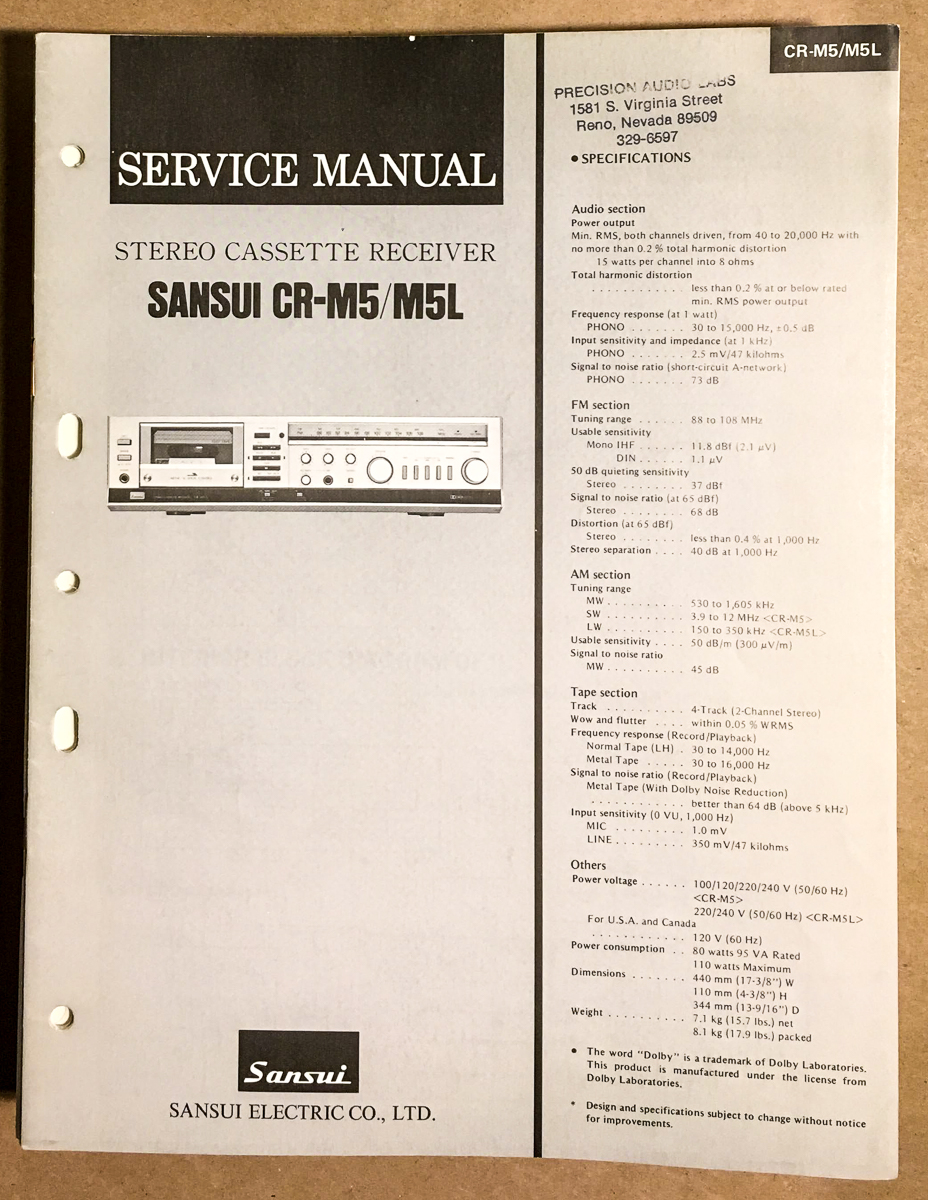 CR-M5/M5L
SERVICE MANUAL
STEREO CASSETTE RECEIVER
SANSUI CR-M5/M5L
Sansui
SANSUI ELECTRIC CO., LTD.
PRECISION AUDIO LABS
1581 S. Virginia Street
Reno, Nevada 89509
329-6597
• SPECIFICATIONS
Audio section
Power output
Min. RMS, both channels driven, from 40 to 20,000 Hz with
no more than 0.2 % total harmonic distortion
15 watts per channel into 8 ohms
Total harmonic distortion
. . . . . . . . . . . . less than 0.2 % at or below rated
min. RMS power output
Frequency response (at 1 watt)
PHONO . . . . . . . 30 to 15,000 Hz, ±0.5 dB
Input sensitivity and impedance (at 1 kHz)
PHONO . . . . . . . 2.5 mV/47 kilohms
Signal to noise ratio (short-circuit A-network)
PHONO . . . . . . . 73 dB
FM section
Tuning range . . . . . . 88 to 108 MHz
Usable sensitivity
Mono IHF . . . . . . 11.8 dBf (2.1 µV)
DIN . . . . . . 1.1 µV
50 dB quieting sensitivity
Stereo . . . . . . . . 37 dBf
Signal to noise ratio (at 65 dBf)
Stereo . . . . . . . . 68 dB
Distortion (at 65 dBf)
Stereo . . . . . . . . less than 0.4 % at 1,000 Hz
Stereo separation . . . . 40 dB at 1,000 Hz
AM section
Tuning range
MW . . . . . . . . . . 530 to 1,605 kHz
SW . . . . . . . . . . 3.9 to 12 MHz <CR-M5>
LW . . . . . . . . . . 150 to 350 kHz <CR-M5L>
Usable sensitivity . . . . 50 dB/m (300 µV/m)
Signal to noise ratio
MW . . . . . . . . . . 45 dB
Tape section
Track . . . . . . . . . . 4-Track (2-Channel Stereo)
Wow and flutter . . . . within 0.05 % WRMS
Frequency response (Record/Playback)
Normal Tape (LH) . 30 to 14,000 Hz
Metal Tape . . . . . 30 to 16,000 Hz
Signal to noise ratio (Record/Playback)
Metal Tape (With Dolby Noise Reduction)
. . . . . . . . . . . . better than 64 dB (above 5 kHz)
Input sensitivity (0 VU, 1,000 Hz)
MIC . . . . . . . . . 1.0 mV
LINE . . . . . . . . . 350 mV/47 kilohms
Others
Power voltage . . . . . . 100/120/220/240 V (50/60 Hz)
<CR-M5>
220/240 V (50/60 Hz) <CR-M5L>
For U.S.A. and Canada
. . . . . . . . . . . . 120 V (60 Hz)
Power consumption . . 80 watts 95 VA Rated
110 watts Maximum
Dimensions . . . . . . . 440 mm (17-3/8") W
110 mm (4-3/8") H
344 mm (13-9/16") D
Weight . . . . . . . . . . 7.1 kg (15.7 lbs.) net
8.1 kg (17.9 lbs.) packed
• The word "Dolby" is a trademark of Dolby Laboratories.
This product is manufactured under the license from
Dolby Laboratories.
* Design and specifications subject to change without notice
for improvements.